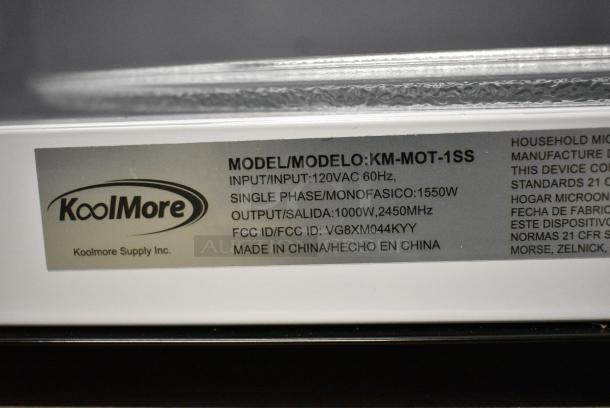 KoolMore
Koolmore Supply Inc.
MODEL/MODELO:KM-MOT-1SS
INPUT/INPUT:120VAC 60Hz,
SINGLE PHASE/MONOFASICO:1550W
OUTPUT/SALIDA:1000W,2450MHz
FCC ID/FCC ID: VG8XM044KYY
MADE IN CHINA/HECHO EN CHINA
HOUSEHOLD MIC
MANUFACTURE D
THIS DEVICE CO
STANDARDS 21 C
HOGAR MICROON
FECHA DE FABRIC
ESTE DISPOSITIVO
NORMAS 21 CFR S
MORSE, ZELNICK,